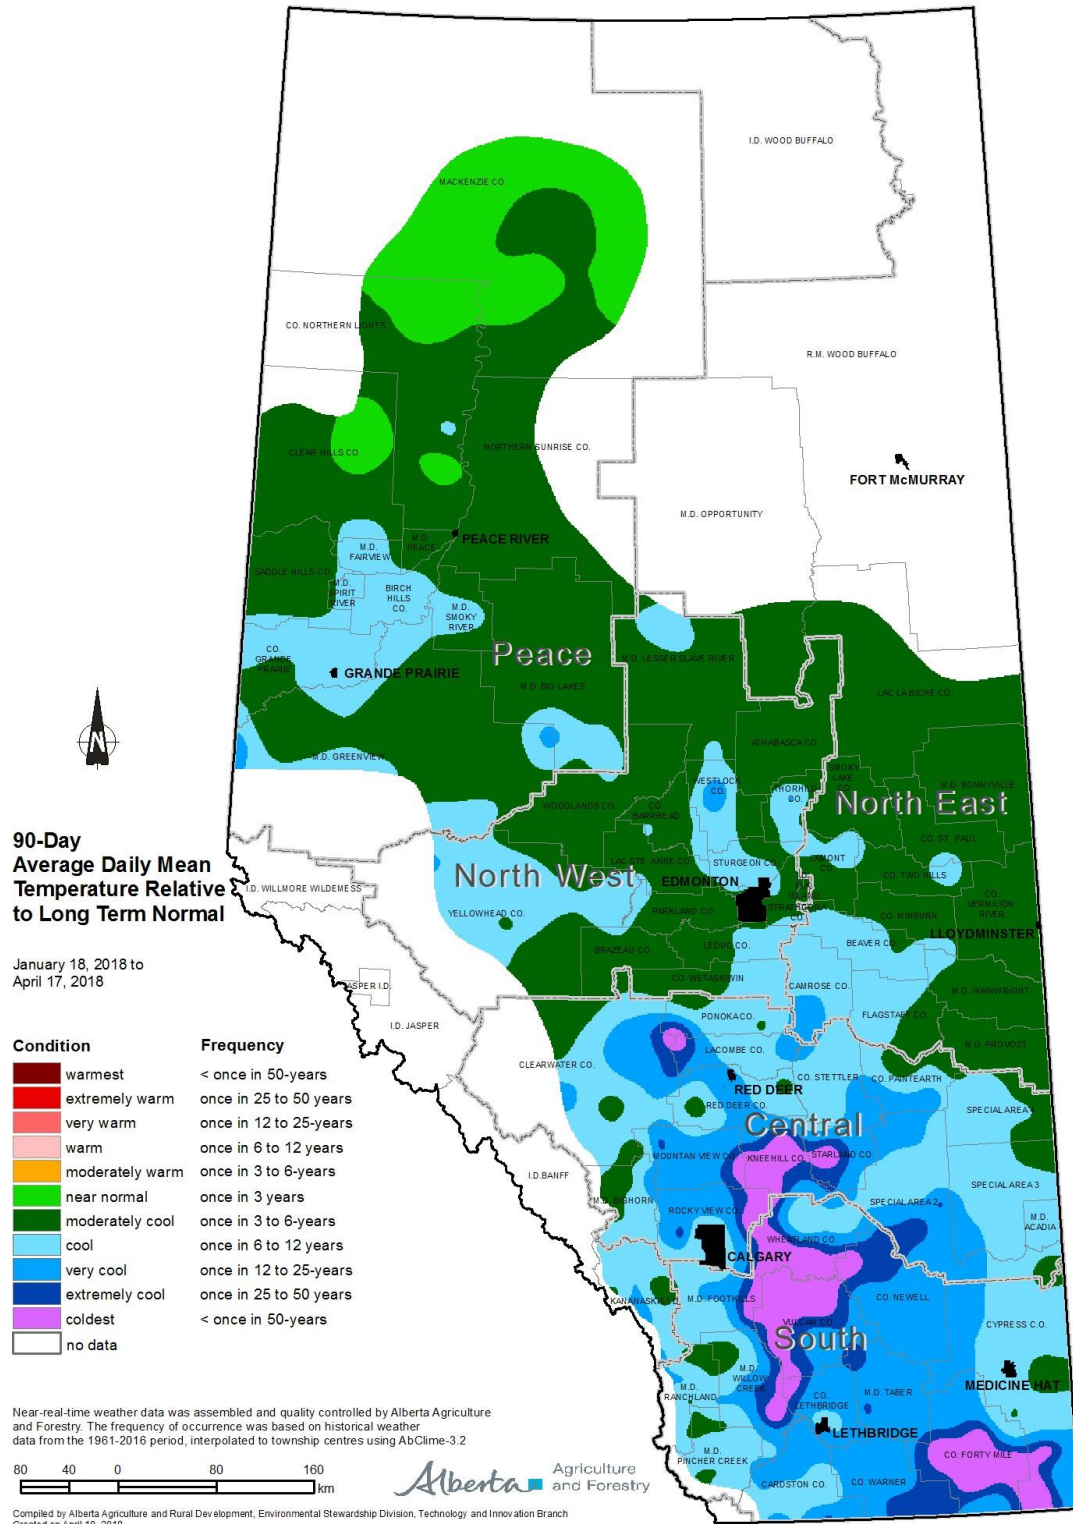 I.D. WOOD BUFFALO
MACKENZIE CO.
CO. NORTHERN LIGHTS
R.M. WOOD BUFFALO
CLEAR HILLS CO.
NORTHERN SUNRISE CO.
FORT McMURRAY
M.D. OPPORTUNITY
M.D.
PEACE
PEACE RIVER
M.D.
FAIRVIEW
SADDLE HILLS CO.
M.D.
SPIRIT
RIVER
BIRCH
HILLS
CO.
M.D.
SMOKY
RIVER
Peace
CO.
GRANDE
PRAIRIE
GRANDE PRAIRIE
M.D. LESSER SLAVE RIVER
M.D. BIG LAKES
LAC LA BICHE CO.
N
M.D. GREENVIEW
ATHABASCA CO.
WESTLOCK
CO.
THORHILD
CO.
SMOKY
LAKE
CO.
M.D. BONNYVILLE
North East
WOODLANDS CO.
CO.
BARRHEAD
CO. ST. PAUL
90-Day
Average Daily Mean
Temperature Relative
to Long Term Normal
North West
LAC STE. ANNE CO.
STURGEON CO.
LAMONT
CO.
CO. TWO HILLS
I.D. WILLMORE WILDERNESS
EDMONTON
ISLAND
STRATHCONA
CO.
CO.
VERMILION
RIVER
YELLOWHEAD CO.
PARKLAND CO.
CO. MINBURN
LLOYDMINSTER
January 18, 2018 to
April 17, 2018
BRAZEAU CO.
LEDUC CO.
BEAVER CO.
CO. WETASKIWIN
CAMROSE CO.
M.D. WAINWRIGHT
JASPER I.D.
I.D. JASPER
PONOKA CO.
FLAGSTAFF CO.
M.D. PROVOST
CLEARWATER CO.
LACOMBE CO.
CO. STETTLER
CO. PAINTEARTH
RED DEER
RED DEER CO.
SPECIAL AREA 4
Central
MOUNTAIN VIEW CO.
KNEEHILL CO.
STARLAND CO.
I.D. BANFF
M.D. BIGHORN
SPECIAL AREA 3
SPECIAL AREA 2
ROCKY VIEW CO.
M.D.
ACADIA
WHEATLAND CO.
CALGARY
KANANASKIS I.D.
M.D. FOOTHILLS
CO. NEWELL
VULCAN CO.
CYPRESS C.O.
South
M.D.
WILLOW
CREEK
M.D.
RANCHLAND
CO.
LETHBRIDGE
M.D. TABER
MEDICINE HAT
LETHBRIDGE
M.D.
PINCHER CREEK
CO. FORTY MILE
CARDSTON CO.
CO. WARNER
Condition Frequency
warmest < once in 50-years
extremely warm once in 25 to 50 years
very warm once in 12 to 25-years
warm once in 6 to 12 years
moderately warm once in 3 to 6-years
near normal once in 3 years
moderately cool once in 3 to 6-years
cool once in 6 to 12 years
very cool once in 12 to 25-years
extremely cool once in 25 to 50 years
coldest < once in 50-years
no data
Near-real-time weather data was assembled and quality controlled by Alberta Agriculture
and Forestry. The frequency of occurrence was based on historical weather
data from the 1961-2016 period, interpolated to township centres using AbClime-3.2
80 40 0 80 160
km
Alberta Agriculture
and Forestry
Compiled by Alberta Agriculture and Rural Development, Environmental Stewardship Division, Technology and Innovation Branch
Created on April 18, 2018